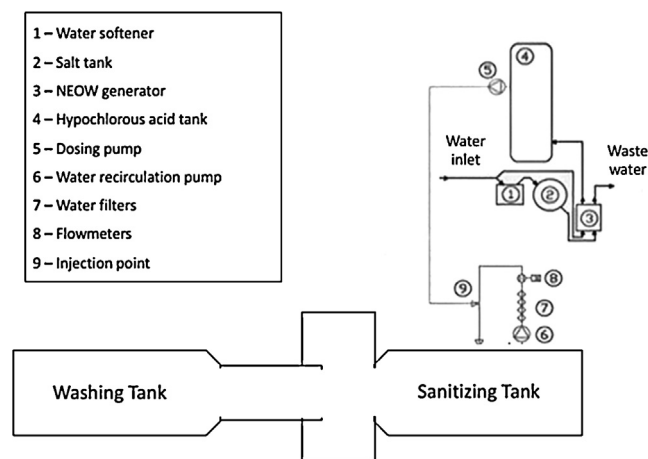 1 – Water softener
2 – Salt tank
3 – NEOW generator
4 – Hypochlorous acid tank
5 – Dosing pump
6 – Water recirculation pump
7 – Water filters
8 – Flowmeters
9 – Injection point
4
5
Water
inlet
Waste
water
1
2
3
9
8
7
6
Washing Tank
Sanitizing Tank